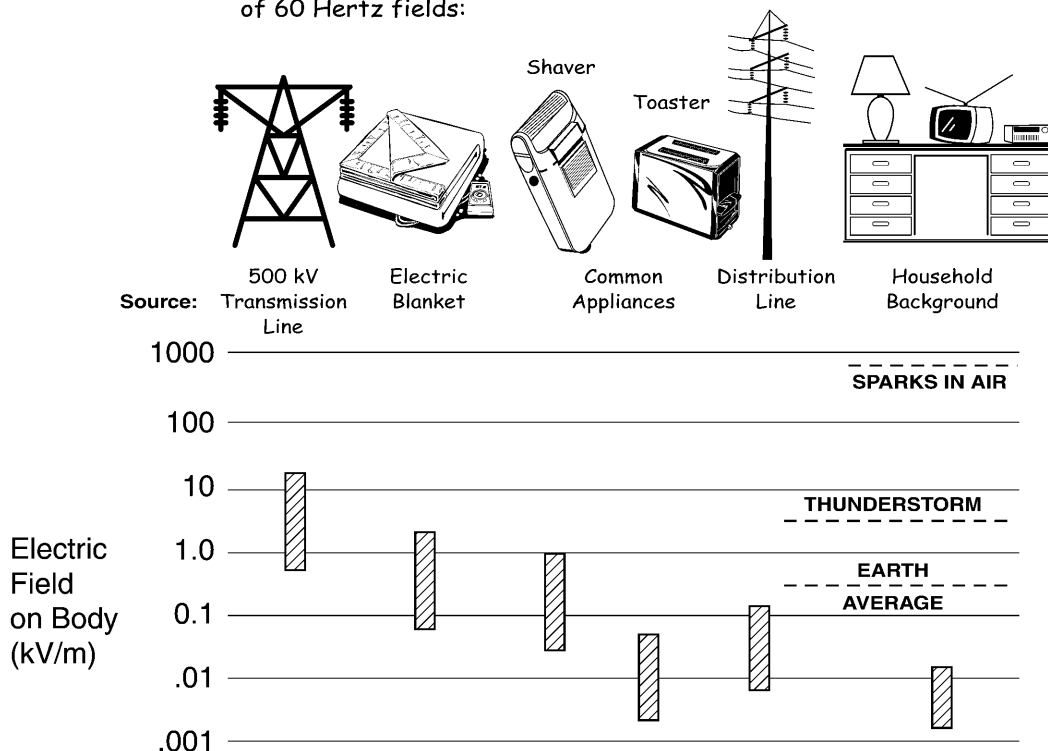 of 60 Hertz fields:
Shaver
Toaster
Source:
500 kV
Transmission
Line
Electric
Blanket
Common
Appliances
Distribution
Line
Household
Background
1000
SPARKS IN AIR
100
10
THUNDERSTORM
1.0
EARTH
AVERAGE
0.1
.01
.001
Electric
Field
on Body
(kV/m)